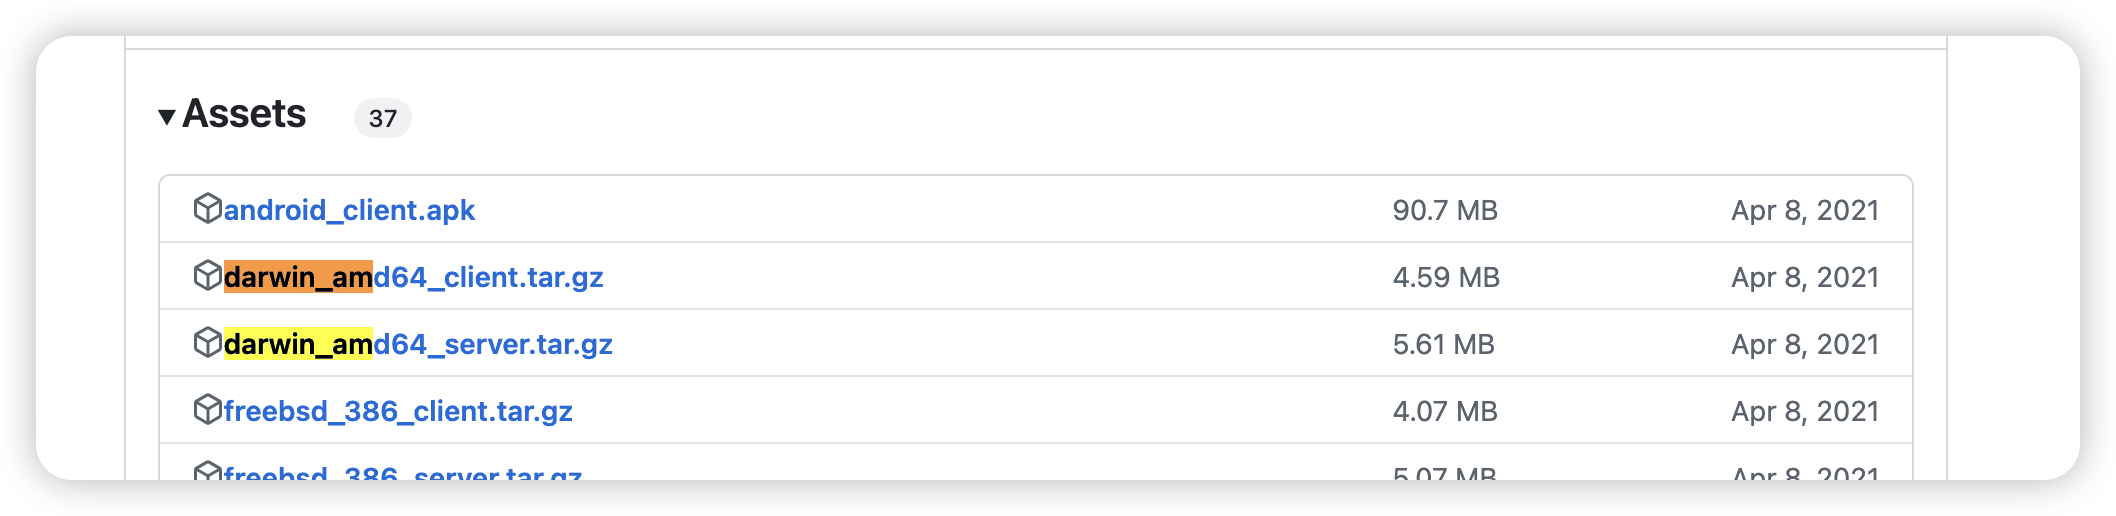 Assets 37
android_client.apk 90.7 MB Apr 8, 2021
darwin_amd64_client.tar.gz 4.59 MB Apr 8, 2021
darwin_amd64_server.tar.gz 5.61 MB Apr 8, 2021
freebsd_386_client.tar.gz 4.07 MB Apr 8, 2021
freebsd_386_server.tar.gz 5.07 MB Apr 8, 2021